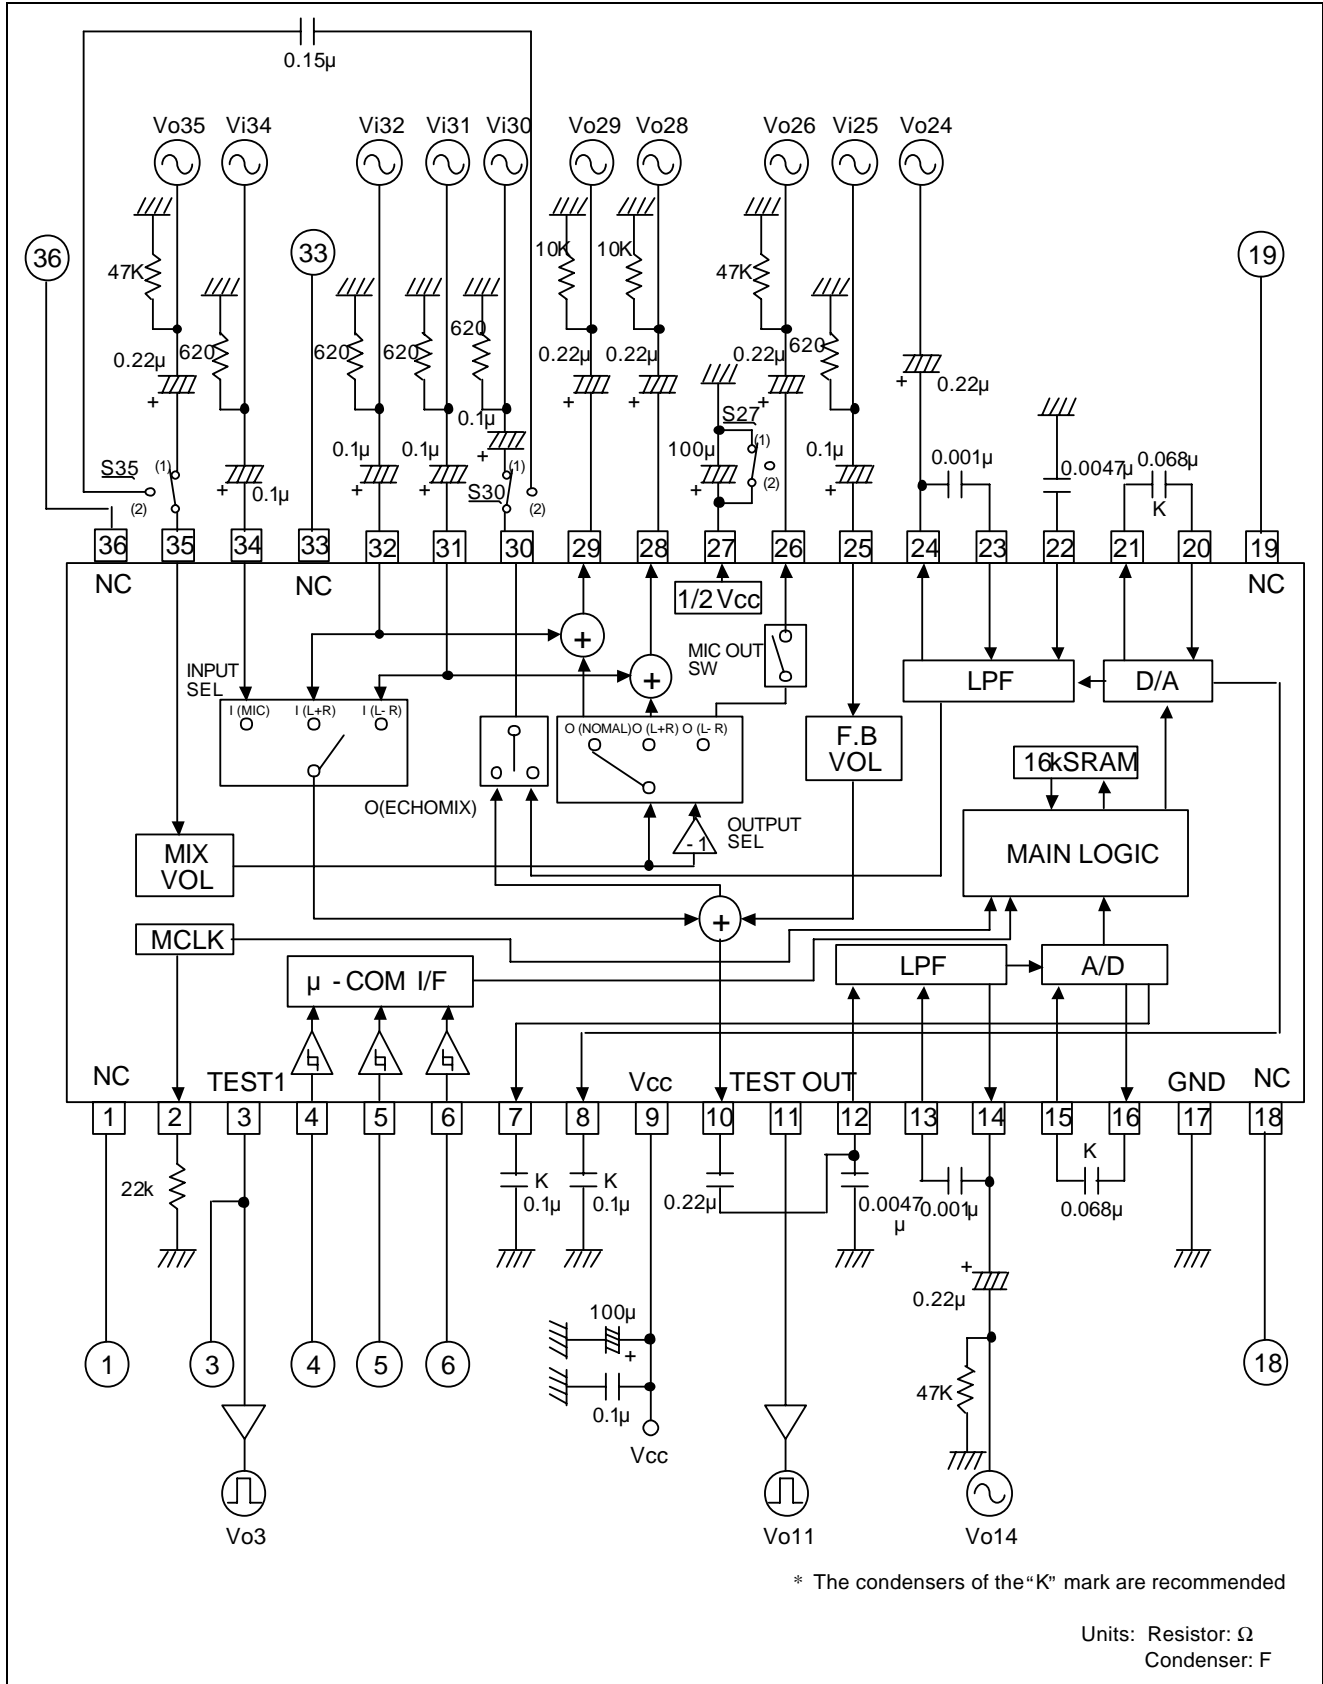 0.15µ
Vo35 Vi34 Vi32 Vi31 Vi30 Vo29 Vo28 Vo26 Vi25 Vo24
36 33 19
47K 10K 10K 47K
620 620 620 620 620
0.22µ 0.22µ 0.22µ 0.22µ 0.22µ
+ + + + + + + + + + +
0.1µ 0.1µ 0.1µ 0.1µ 0.1µ
S35 (1) (2)
S30 (1) (2)
S27 (1) (2)
100µ
0.001µ 0.0047µ 0.068µ
K
36 35 34 33 32 31 30 29 28 27 26 25 24 23 22 21 20 19
NC NC NC
1/2 Vcc
+
+
INPUT
SEL
MIC OUT
SW
LPF D/A
I (MIC) I (L+R) I (L- R)
O (NOMAL) O (L+R) O (L- R)
F.B
VOL
16kSRAM
O(ECHOMIX)
- 1
OUTPUT
SEL
MIX
VOL
MAIN LOGIC
+
MCLK
LPF A/D
µ - COM I/F
NC TEST1 Vcc TEST OUT GND NC
1 2 3 4 5 6 7 8 9 10 11 12 13 14 15 16 17 18
22k
K
0.1µ
K
0.1µ
0.22µ
0.0047
µ
0.001µ
K
0.068µ
+
0.22µ
100µ
+
1 3 4 5 6 18
47K
0.1µ
Vcc
Vo3 Vo11 Vo14
* The condensers of the “K” mark are recommended
Units: Resistor: Ω
Condenser: F